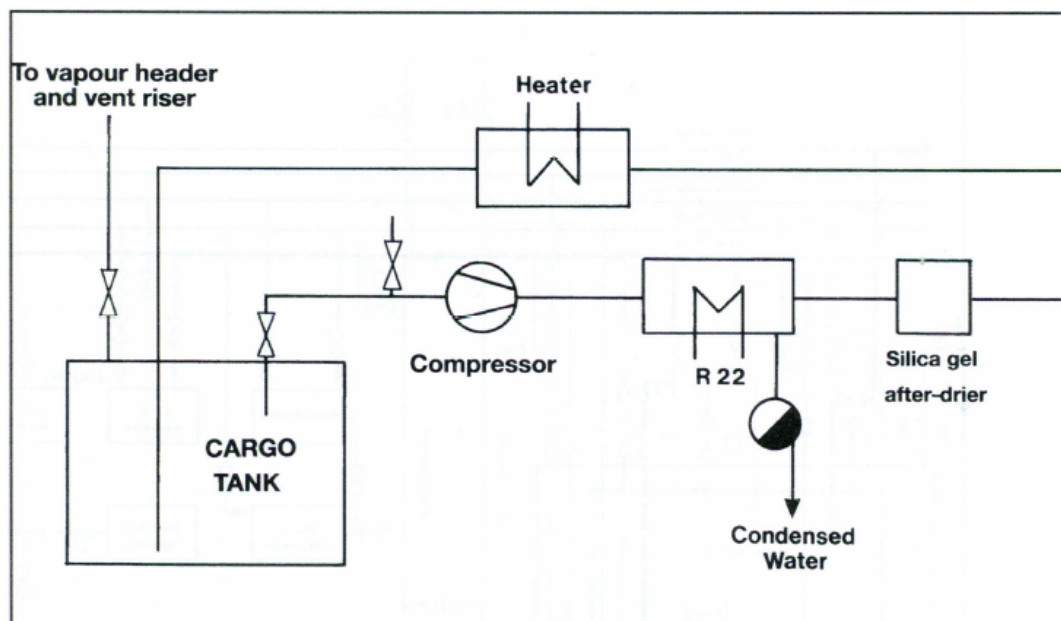 To vapour header
and vent riser
Heater
Compressor
R 22
Silica gel
after-drier
CARGO
TANK
Condensed
Water